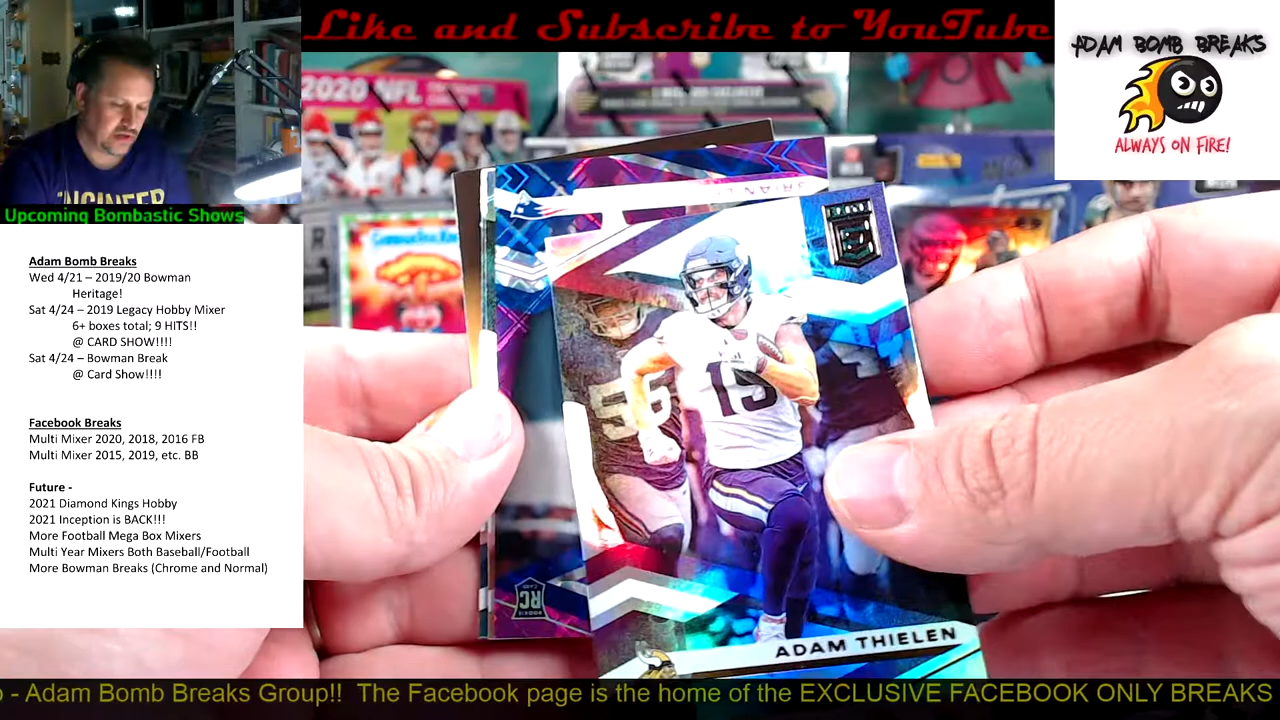 Like and Subscribe to YouTube
ADAM BOMB BREAKS
ALWAYS ON FIRE!
ENGINEER
Upcoming Bombastic Shows
Adam Bomb Breaks
Wed 4/21 – 2019/20 Bowman
Heritage!
Sat 4/24 – 2019 Legacy Hobby Mixer
6+ boxes total; 9 HITS!!
@ CARD SHOW!!!!
Sat 4/24 – Bowman Break
@ Card Show!!!!
Facebook Breaks
Multi Mixer 2020, 2018, 2016 FB
Multi Mixer 2015, 2019, etc. BB
Future -
2021 Diamond Kings Hobby
2021 Inception is BACK!!!
More Football Mega Box Mixers
Multi Year Mixers Both Baseball/Football
More Bowman Breaks (Chrome and Normal)
2020 NFL
BRIAN
56
15
RC
ADAM THIELEN
- Adam Bomb Breaks Group!! The Facebook page is the home of the EXCLUSIVE FACEBOOK ONLY BREAKS